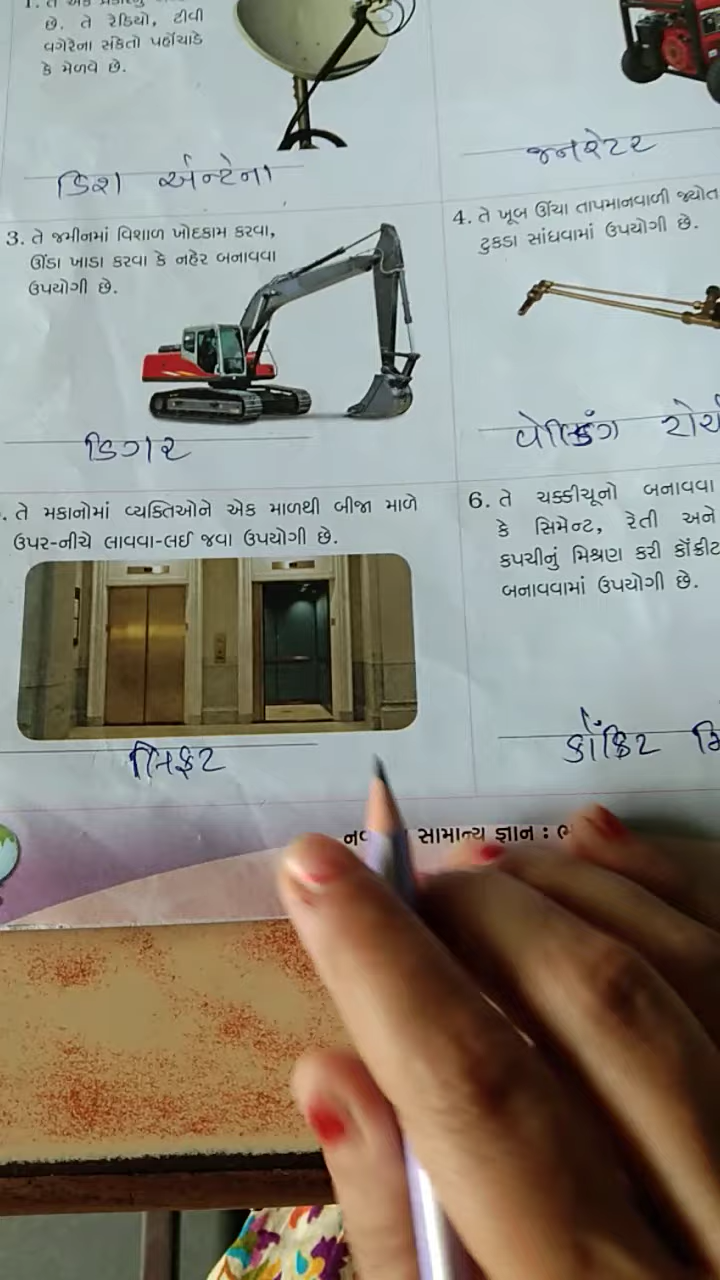 છે. તે રેડિયો, ટીવી
વગેરેના સંકેતો પહોંચાડે
કે મેળવે છે.
ડિશ એન્ટેના
જનરેટર
3. તે જમીનમાં વિશાળ ખોદકામ કરવા,
ઊંડા ખાડા કરવા કે નહેર બનાવવા
ઉપયોગી છે.
ડિગર
4. તે ખૂબ ઊંચા તાપમાનવાળી જ્યોત
ટુકડા સાંધવામાં ઉપયોગી છે.
. તે મકાનોમાં વ્યક્તિઓને એક માળથી બીજા માળે
ઉપર-નીચે લાવવા-લઈ જવા ઉપયોગી છે.
લિફ્ટ
6. તે ચક્કીચૂનો બનાવવા
કે સિમેન્ટ, રેતી અને
કપચીનું મિશ્રણ કરી કૉંક્રીટ
બનાવવામાં ઉપયોગી છે.
સામાન્ય જ્ઞાન :